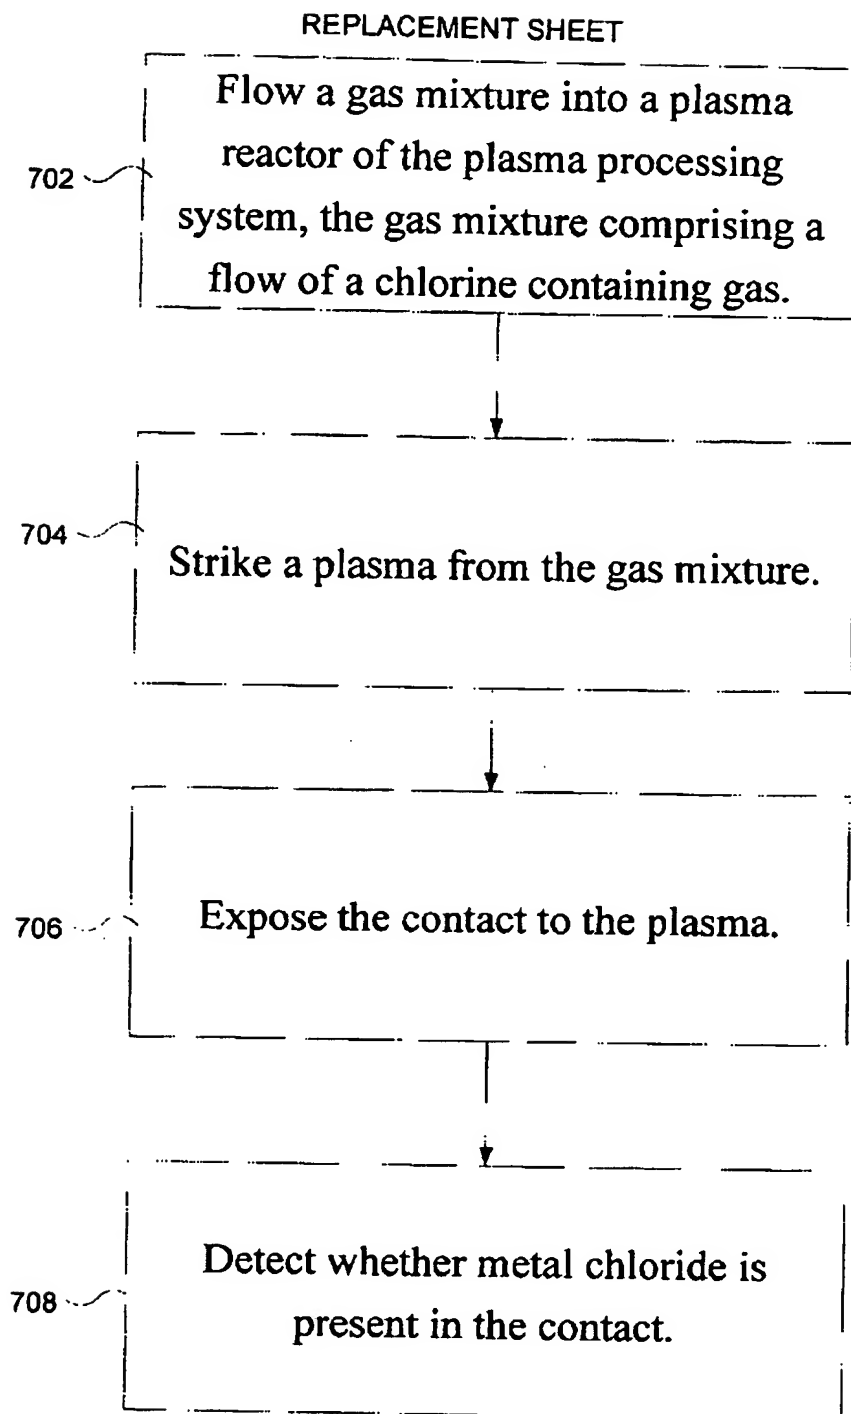 REPLACEMENT SHEET
702
Flow a gas mixture into a plasma
reactor of the plasma processing
system, the gas mixture comprising a
flow of a chlorine containing gas.
704
Strike a plasma from the gas mixture.
706
Expose the contact to the plasma.
708
Detect whether metal chloride is
present in the contact.